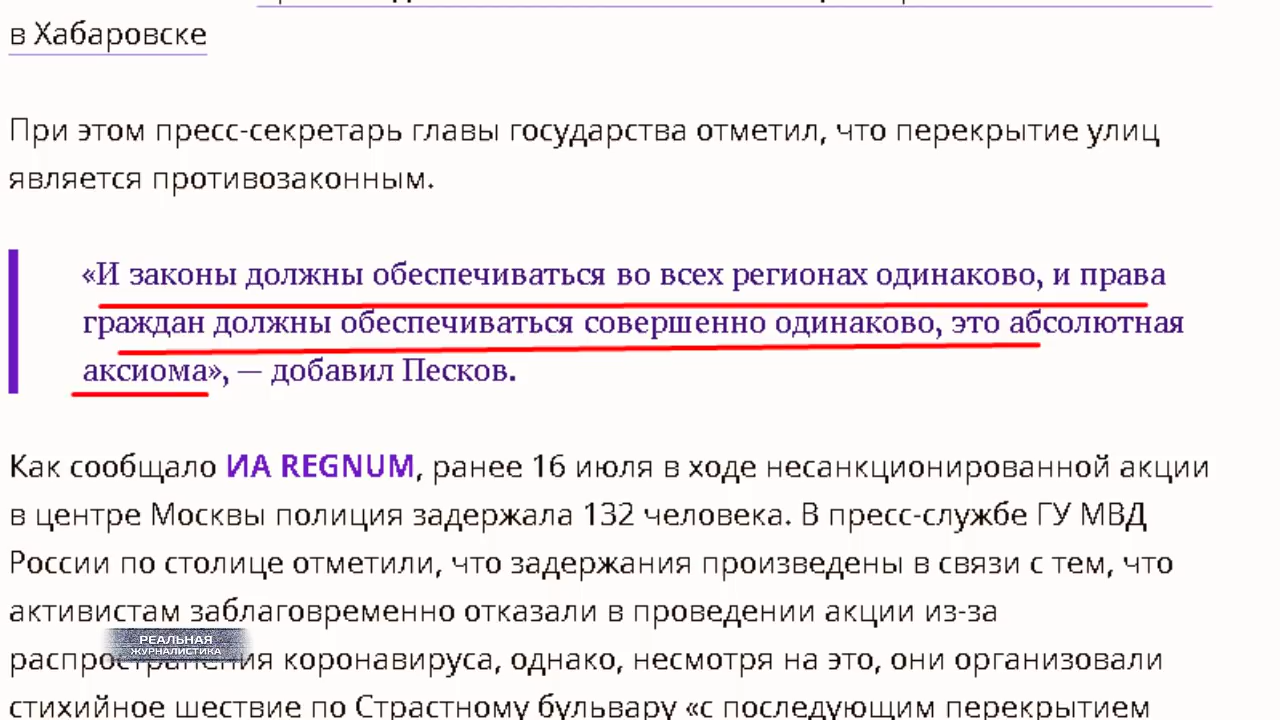 в Хабаровске
При этом пресс-секретарь главы государства отметил, что перекрытие улиц
является противозаконным.
«И законы должны обеспечиваться во всех регионах одинаково, и права
граждан должны обеспечиваться совершенно одинаково, это абсолютная
аксиома», — добавил Песков.
Как сообщало ИА REGNUM, ранее 16 июля в ходе несанкционированной акции
в центре Москвы полиция задержала 132 человека. В пресс-службе ГУ МВД
России по столице отметили, что задержания произведены в связи с тем, что
активистам заблаговременно отказали в проведении акции из-за
РЕАЛЬНАЯ
ЖУРНАЛИСТИКА
распространения коронавируса, однако, несмотря на это, они организовали
стихийное шествие по Страстному бульвару «с последующим перекрытием